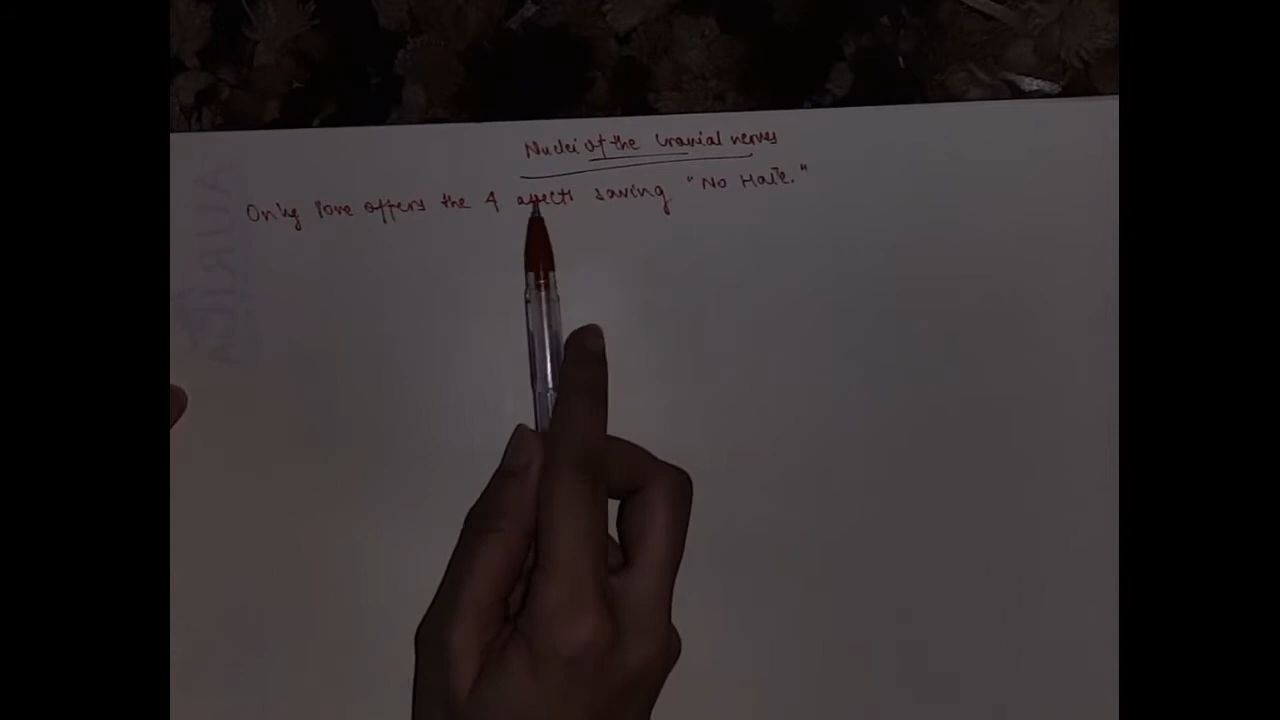 Nuclei of the Cranial nerves
Only love offers the 4 aspects saving "No Hate."